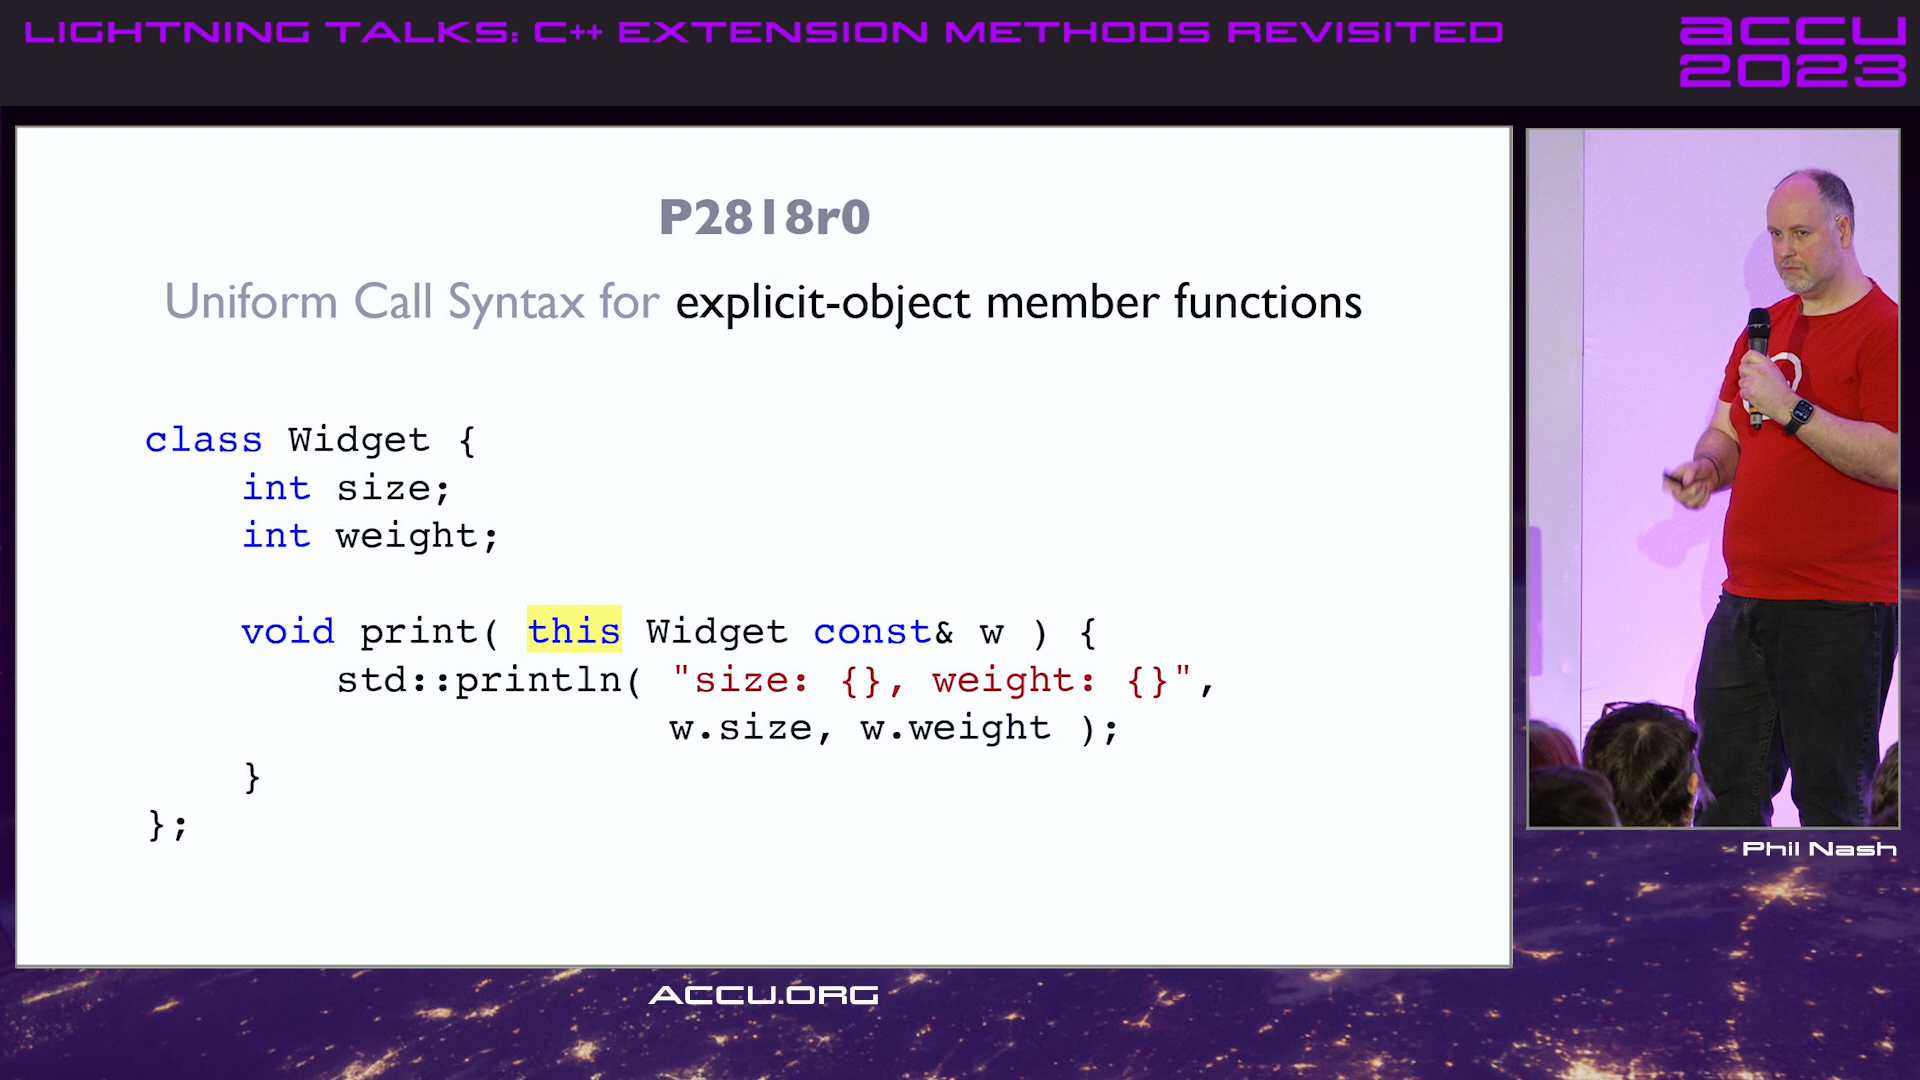 LIGHTNING TALKS: C++ EXTENSION METHODS REVISITED
accu
2023
P2818r0
Uniform Call Syntax for explicit-object member functions
class Widget {
int size;
int weight;
void print( this Widget const& w ) {
std::println( "size: {}, weight: {}",
w.size, w.weight );
}
};
Phil Nash
ACCU.ORG